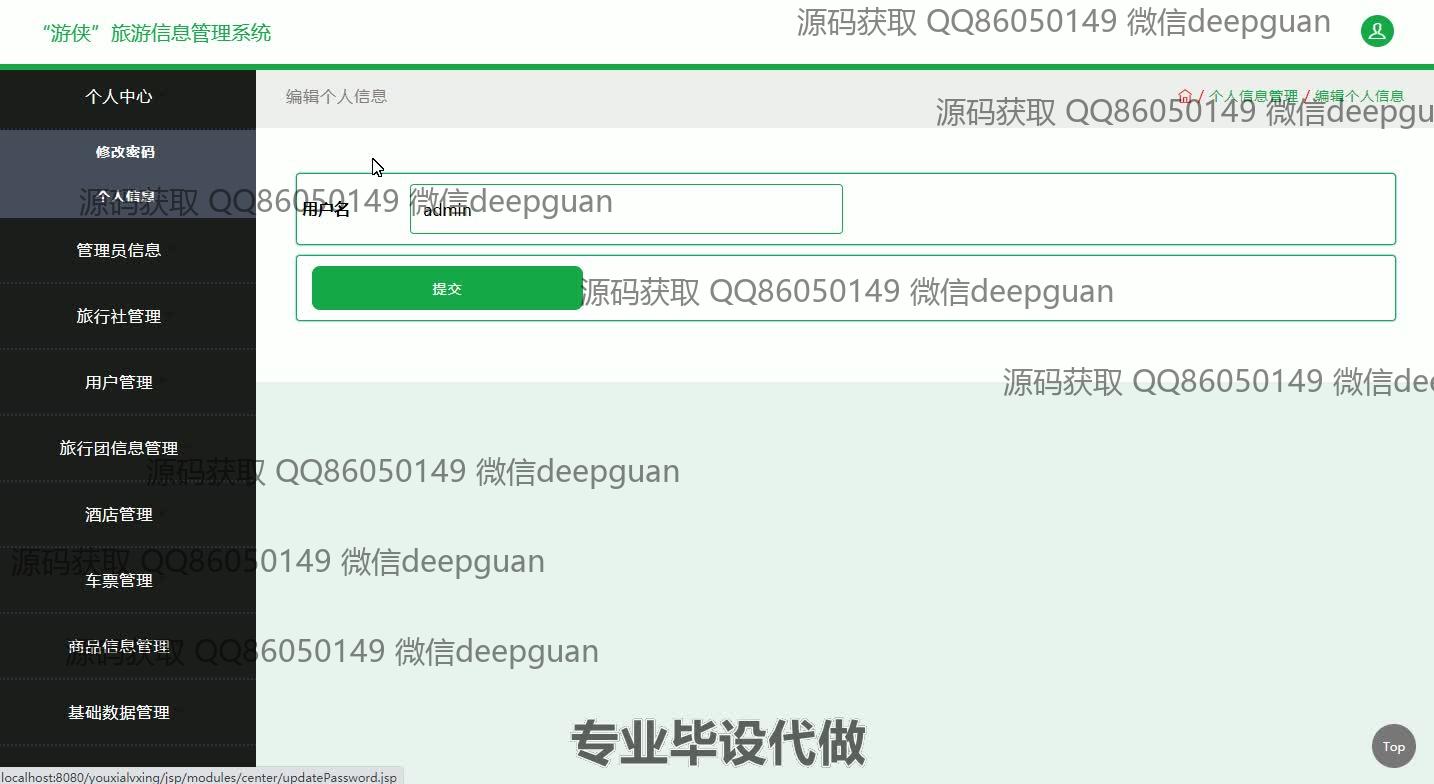 “游侠”旅游信息管理系统
源码获取 QQ86050149 微信deepguan
个人中心
编辑个人信息
/ 个人信息管理 / 编辑个人信息
源码获取 QQ86050149 微信deepgu
修改密码
个人信息
源码获取 QQ86050149 微信deepguan
用户名
admin
管理员信息
提交
源码获取 QQ86050149 微信deepguan
旅行社管理
用户管理
源码获取 QQ86050149 微信dee
旅行团信息管理
源码获取 QQ86050149 微信deepguan
酒店管理
源码获取 QQ86050149 微信deepguan
车票管理
商品信息管理
源码获取 QQ86050149 微信deepguan
基础数据管理
专业毕设代做
Top
localhost:8080/youxialvxing/jsp/modules/center/updatePassword.jsp